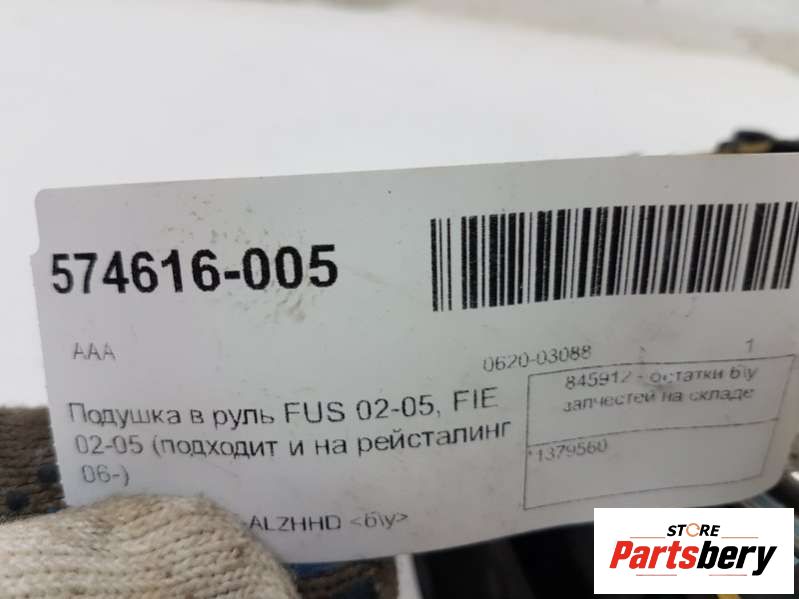 574616-005
AAA
0620-03088 1
Подушка в руль FUS 02-05, FIE
02-05 (подходит и на рейсталинг
06-)
845912 - остатки б\у
запчестей на складе
*1379560
-ALZHHD <б\у>
STORE
Partsbery